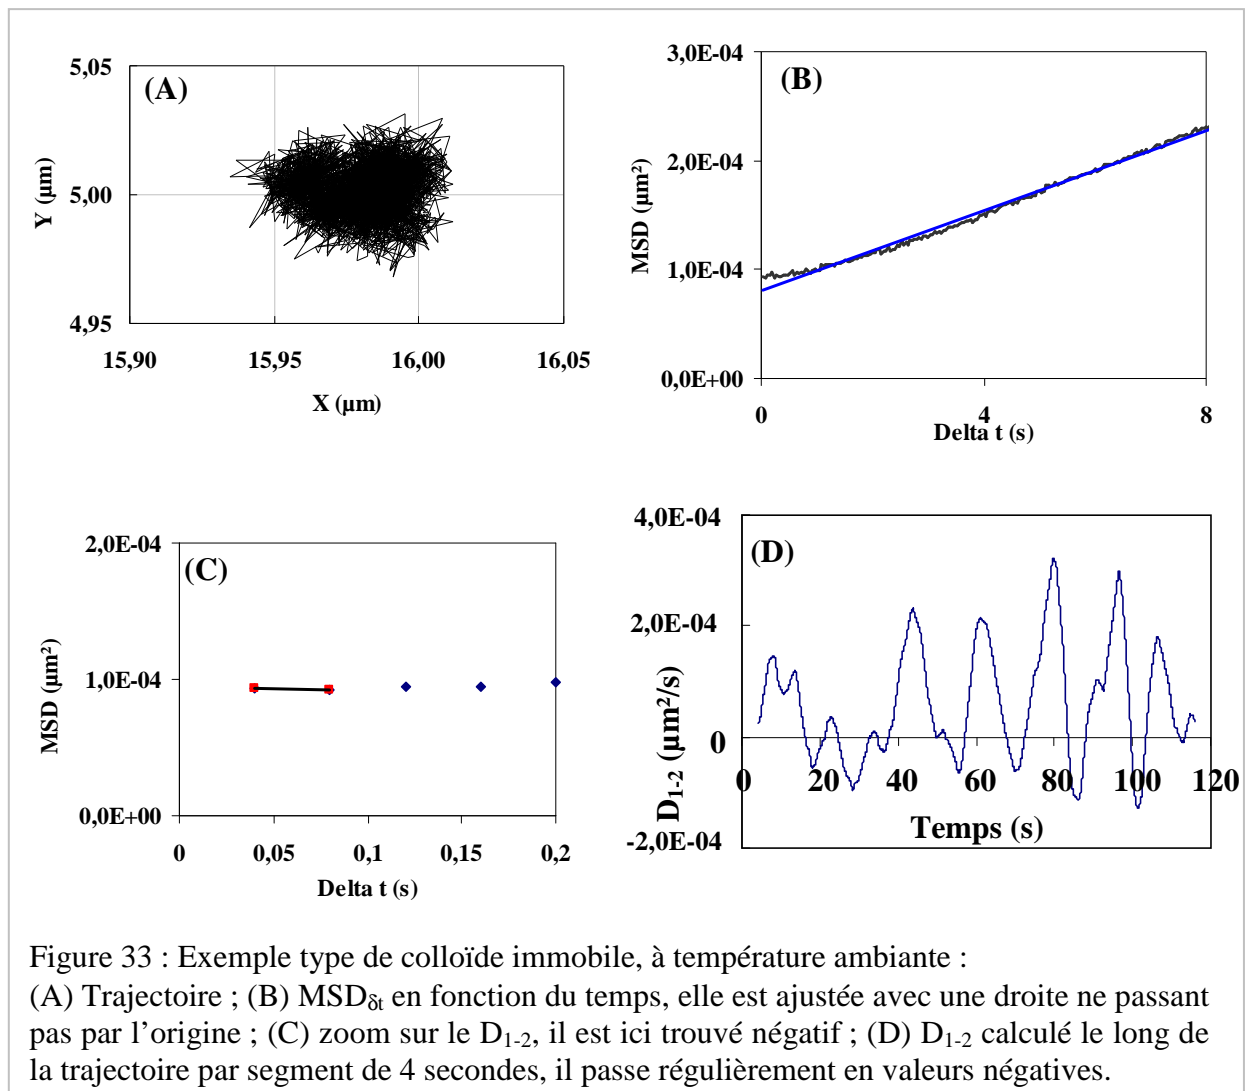 (A)
5,05
5,00
4,95
Y (µm)
15,90
15,95
16,00
16,05
X (µm)
(B)
3,0E-04
2,0E-04
1,0E-04
0,0E+00
MSD (µm²)
0
4
8
Delta t (s)
(C)
2,0E-04
1,0E-04
0,0E+00
MSD (µm²)
0
0,05
0,1
0,15
0,2
Delta t (s)
(D)
4,0E-04
2,0E-04
0
-2,0E-04
D1-2 (µm²/s)
0
20
40
60
80
100
120
Temps (s)
Figure 33 : Exemple type de colloïde immobile, à température ambiante :
(A) Trajectoire ; (B) MSDδt en fonction du temps, elle est ajustée avec une droite ne passant
pas par l’origine ; (C) zoom sur le D1-2, il est ici trouvé négatif ; (D) D1-2 calculé le long de
la trajectoire par segment de 4 secondes, il passe régulièrement en valeurs négatives.